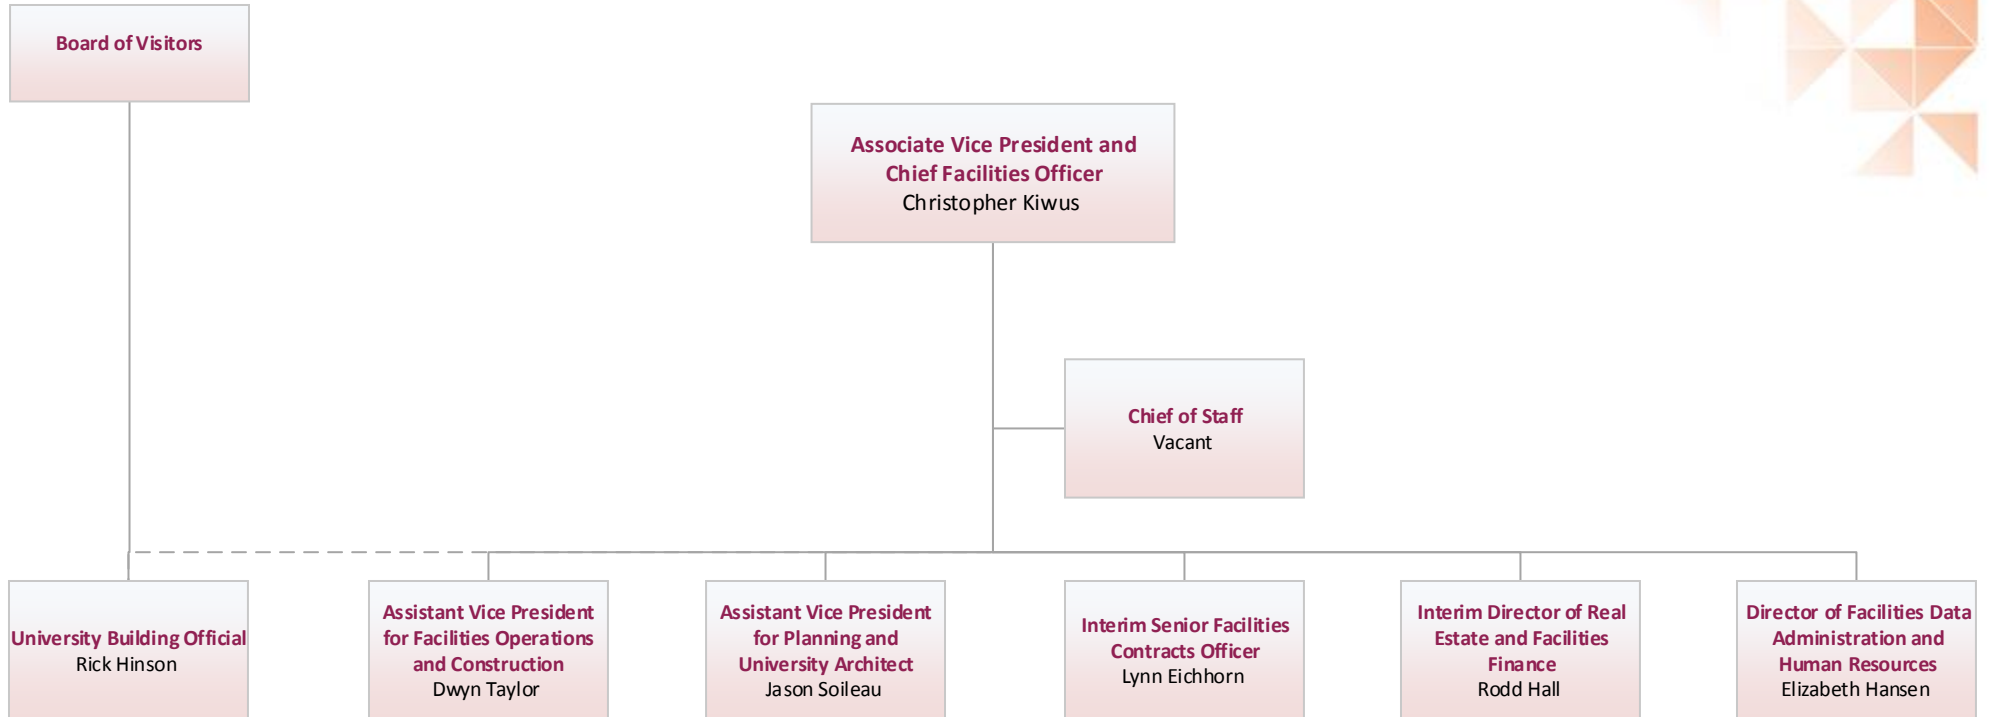 Board of Visitors
Associate Vice President and
Chief Facilities Officer
Christopher Kiwus
Chief of Staff
Vacant
University Building Official
Rick Hinson
Assistant Vice President
for Facilities Operations
and Construction
Dwyn Taylor
Assistant Vice President
for Planning and
University Architect
Jason Soileau
Interim Senior Facilities
Contracts Officer
Lynn Eichhorn
Interim Director of Real
Estate and Facilities
Finance
Rodd Hall
Director of Facilities Data
Administration and
Human Resources
Elizabeth Hansen